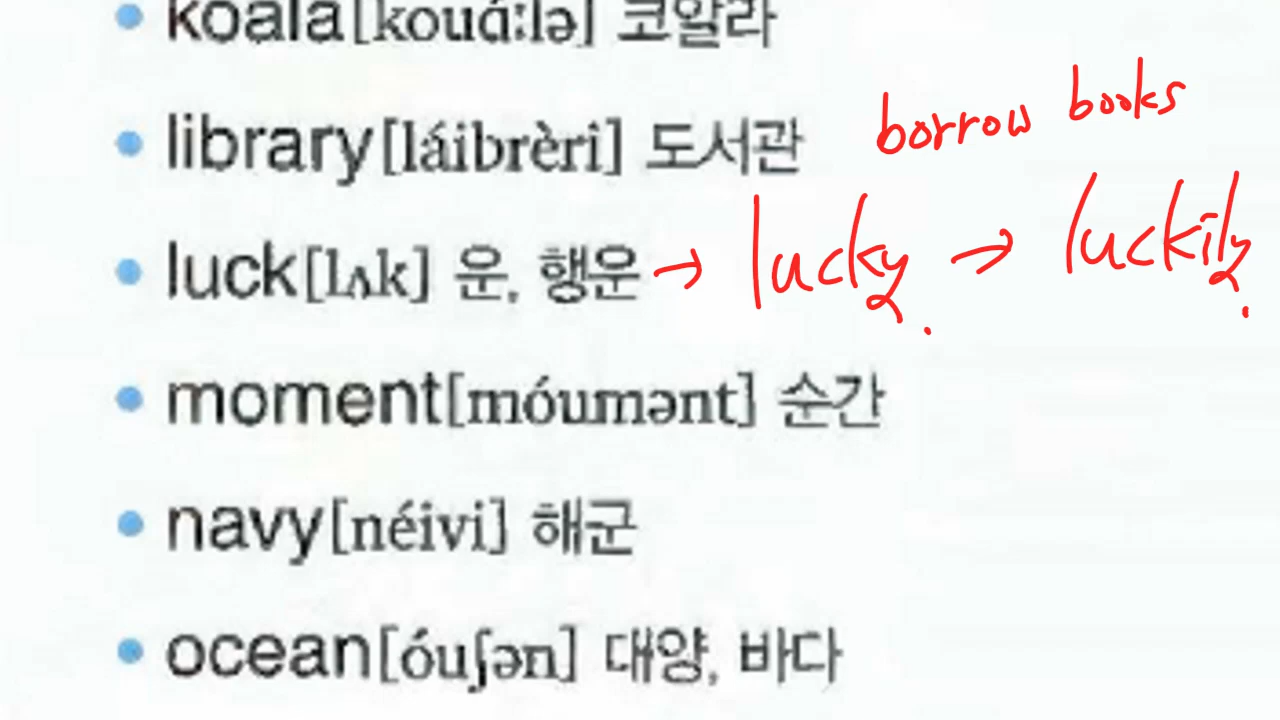 koala[kouɑ́:lə] 코알라
borrow books
library[láibrèri] 도서관
luck[lʌk] 운, 행운 → lucky. → luckily.
moment[móumənt] 순간
navy[néivi] 해군
ocean[óuʃən] 대양, 바다